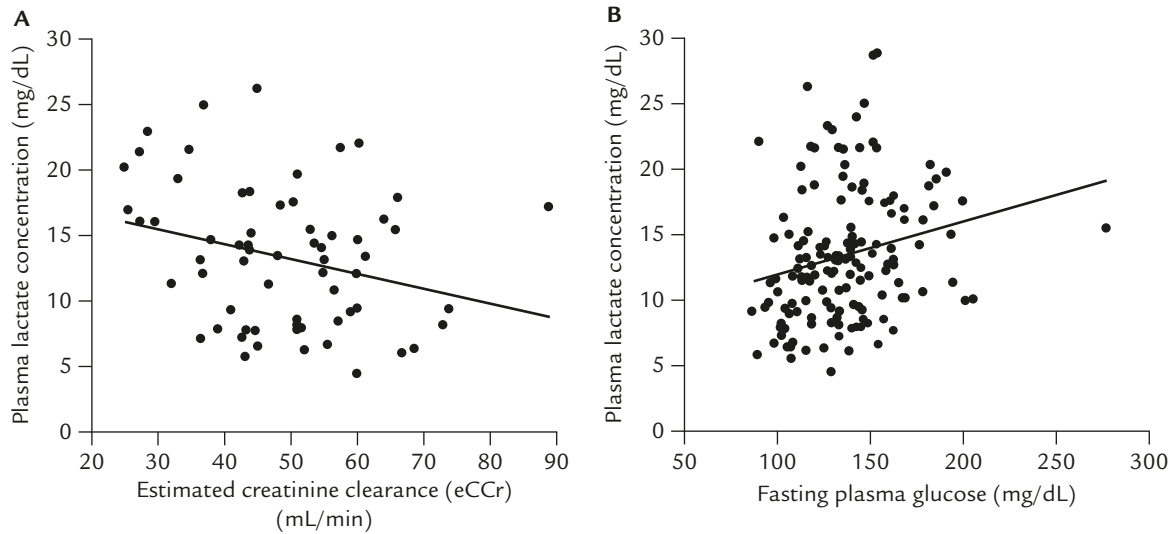 A
Plasma lactate concentration (mg/dL)
30
25
20
15
10
5
0
20 30 40 50 60 70 80 90
Estimated creatinine clearance (eCCr)
(mL/min)
B
Plasma lactate concentration (mg/dL)
30
25
20
15
10
5
0
50 100 150 200 250 300
Fasting plasma glucose (mg/dL)